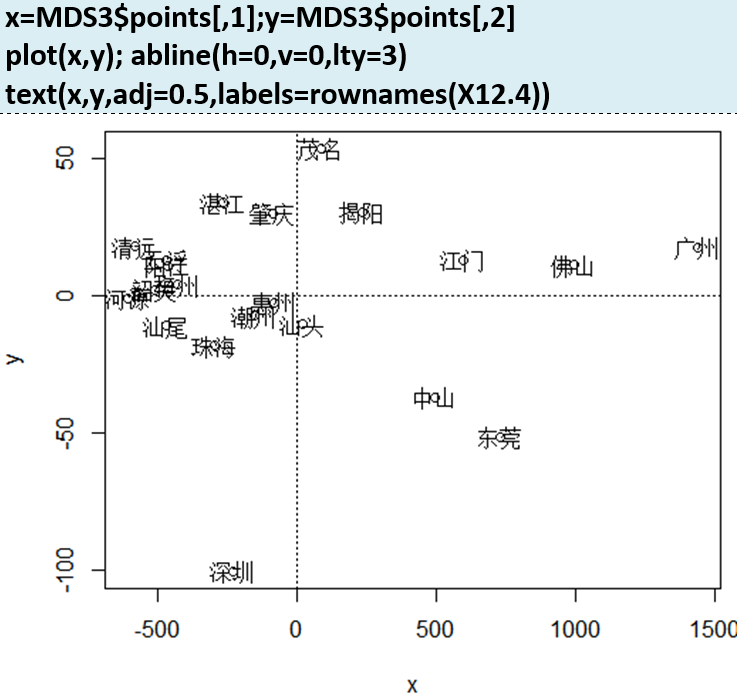 x=MDS3$points[,1];y=MDS3$points[,2]
plot(x,y); abline(h=0,v=0,lty=3)
text(x,y,adj=0.5,labels=rownames(X12.4))
50
茂名
湛江
肇庆
揭阳
清远
江门
佛山
广州
0
河源
惠州
潮州
汕头
汕尾
珠海
y
中山
-50
东莞
-100
深圳
-500
0
500
1000
1500
x